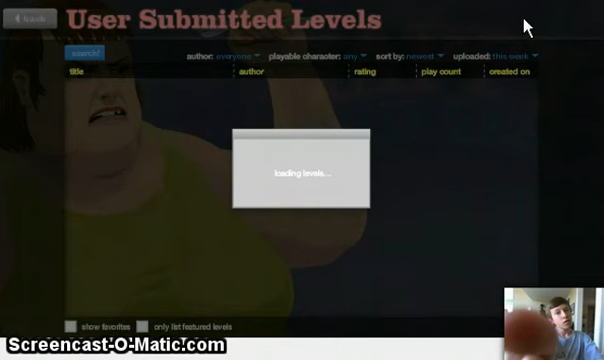 back
User Submitted Levels
search!
author: everyone playable character: any sort by: newest uploaded: this week
title author rating play count created on
loading levels...
show favorites only list featured levels
Screencast-O-Matic.com